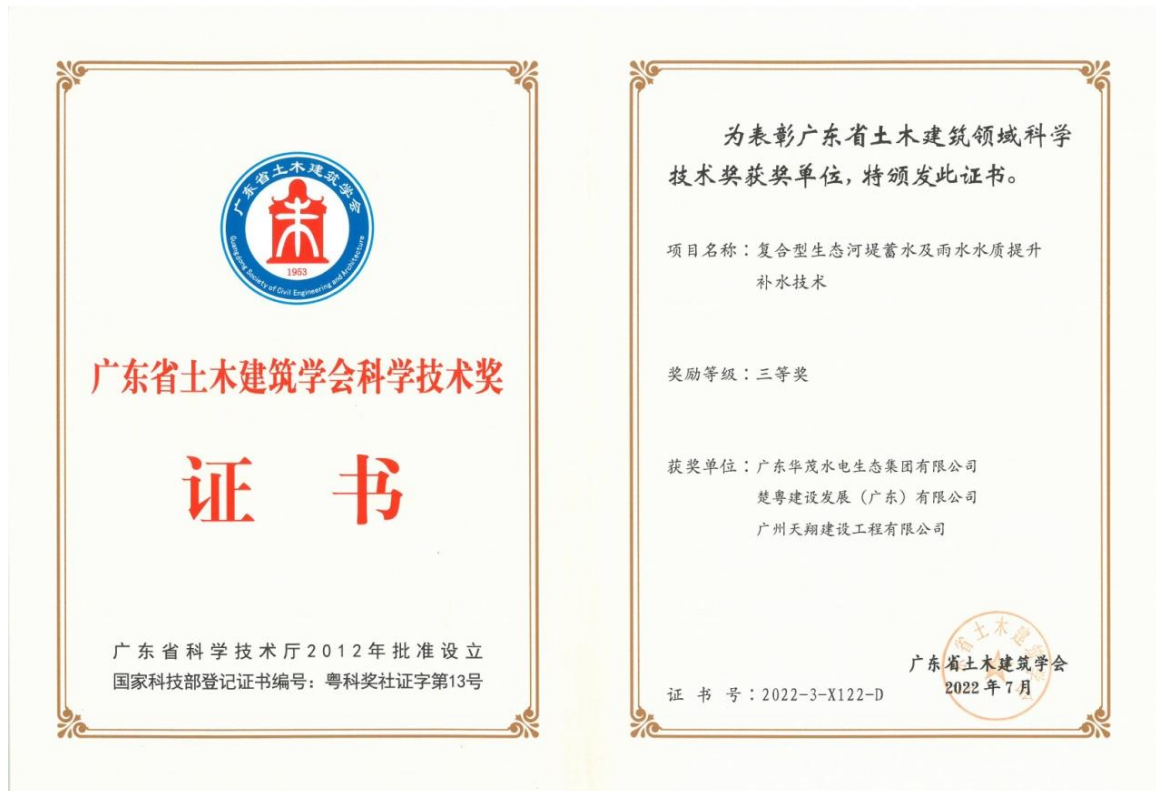 广东省土木建筑学会
1953
Guangdong Society of Civil Engineering and Architecture
广东省土木建筑学会科学技术奖
证 书
广东省科学技术厅2012年批准设立
国家科技部登记证书编号：粤科奖社证字第13号
为表彰广东省土木建筑领域科学
技术奖获奖单位，特颁发此证书。
项目名称：复合型生态河堤蓄水及雨水水质提升
补水技术
奖励等级：三等奖
获奖单位：广东华茂水电生态集团有限公司
楚粤建设发展（广东）有限公司
广州天翔建设工程有限公司
广东省土木建筑学会
2022年7月
证 书 号：2022-3-X122-D